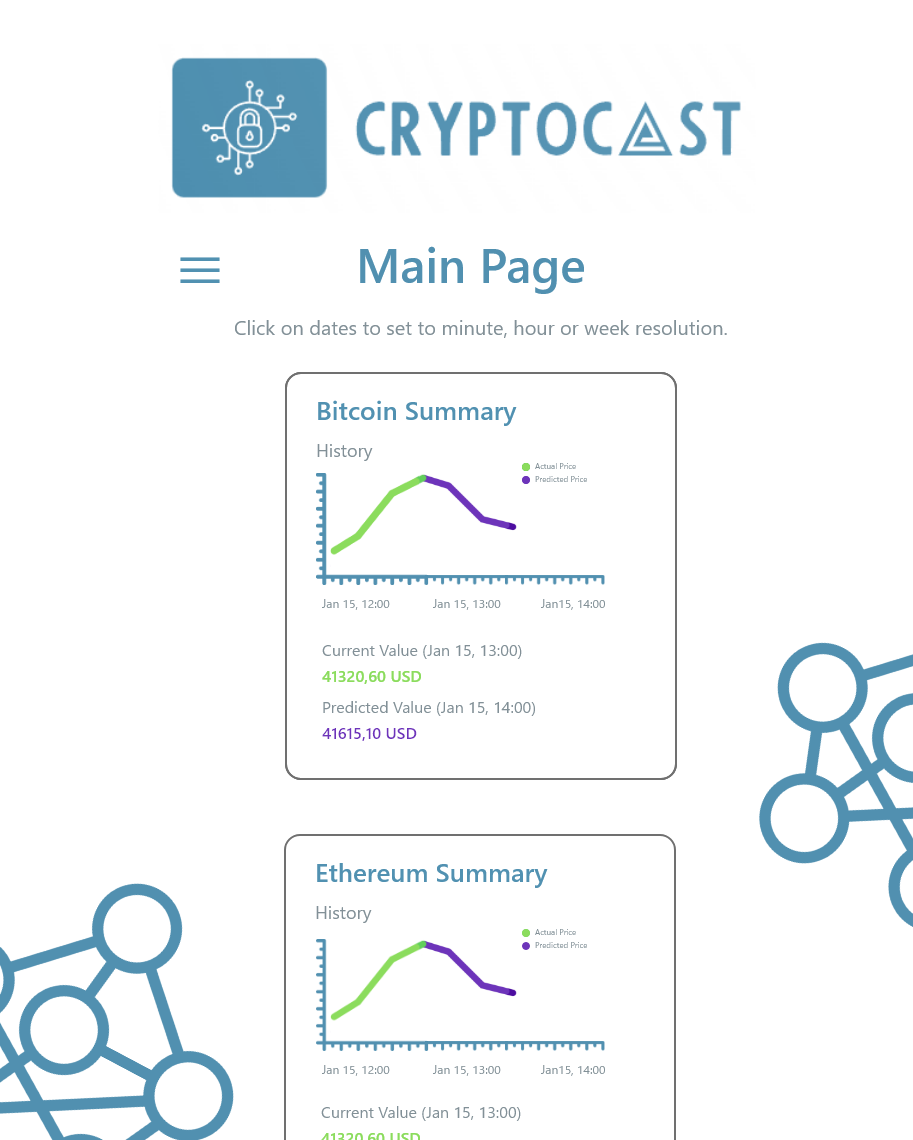 CRYPTOCAST
Main Page
Click on dates to set to minute, hour or week resolution.
Bitcoin Summary
History
Actual Price
Predicted Price
Jan 15, 12:00 Jan 15, 13:00 Jan15, 14:00
Current Value (Jan 15, 13:00)
41320,60 USD
Predicted Value (Jan 15, 14:00)
41615,10 USD
Ethereum Summary
History
Actual Price
Predicted Price
Jan 15, 12:00 Jan 15, 13:00 Jan15, 14:00
Current Value (Jan 15, 13:00)
41320,60 USD